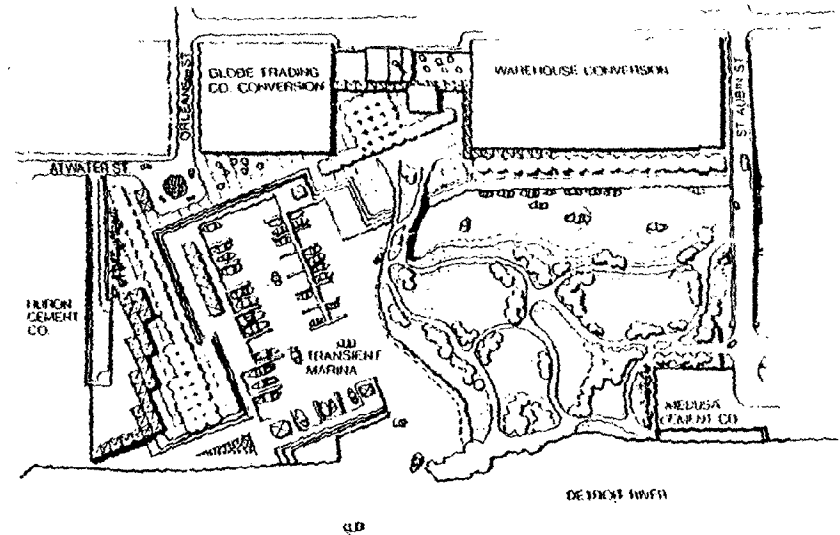 ORLEANS ST
GLOBE TRADING
CO. CONVERSION
WAREHOUSE CONVERSION
ST AUBIN ST
ATWATER ST
HURON
CEMENT
CO.
TRANSIENT
MARINA
MEDUSA
CEMENT CO
DETROIT RIVER